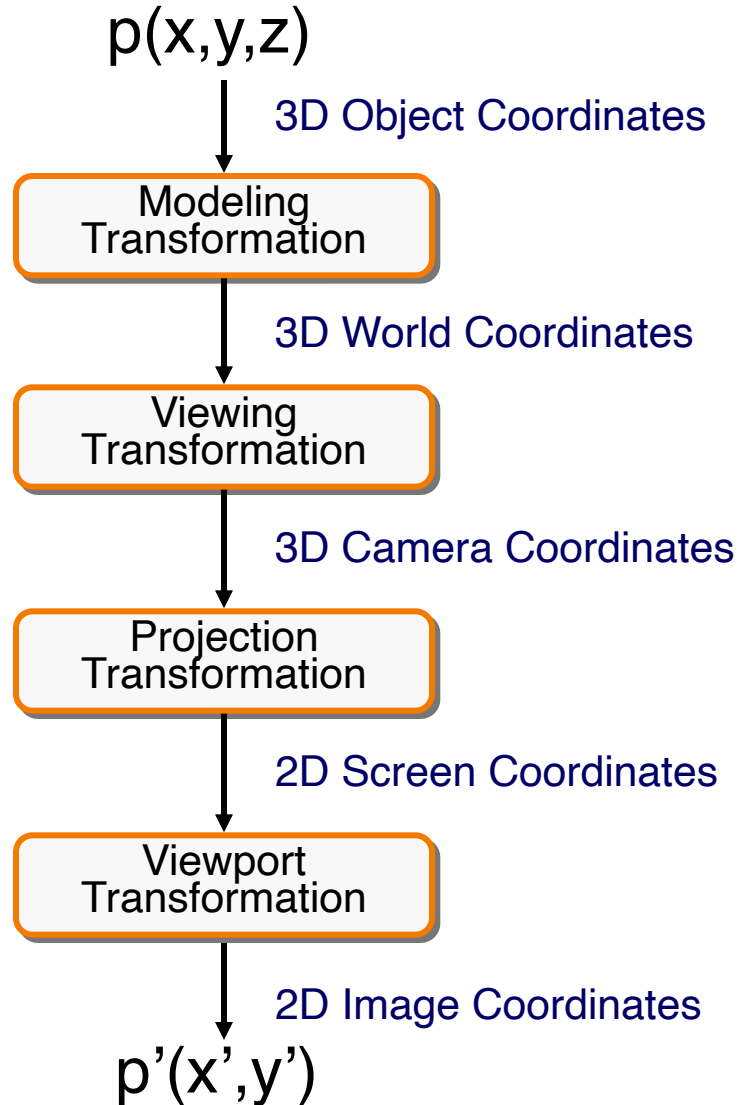 p(x,y,z)
3D Object Coordinates
Modeling
Transformation
3D World Coordinates
Viewing
Transformation
3D Camera Coordinates
Projection
Transformation
2D Screen Coordinates
Viewport
Transformation
2D Image Coordinates
p’(x’,y’)